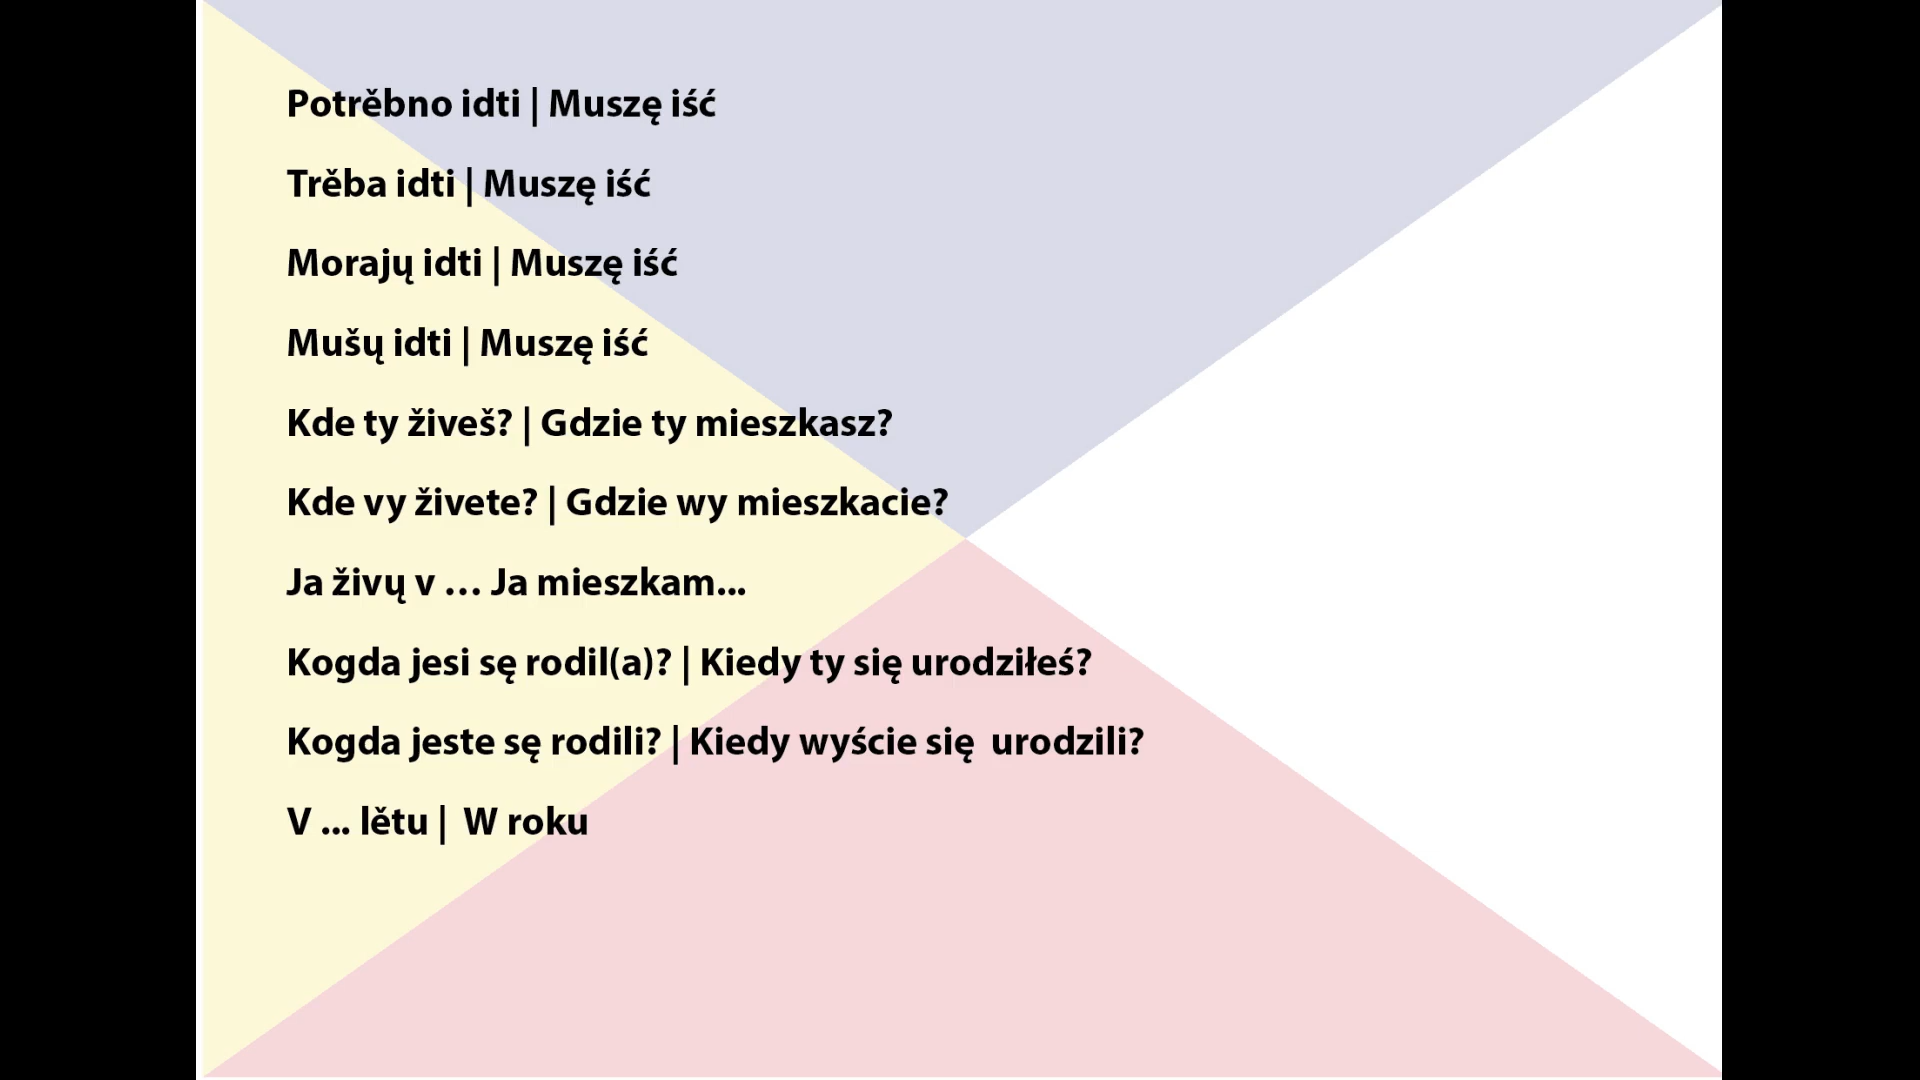 Potrěbno idti | Muszę iść
Trěba idti | Muszę iść
Morajų idti | Muszę iść
Mušų idti | Muszę iść
Kde ty živeš? | Gdzie ty mieszkasz?
Kde vy živete? | Gdzie wy mieszkacie?
Ja živų v … Ja mieszkam...
Kogda jesi sę rodil(a)? | Kiedy ty się urodziłeś?
Kogda jeste sę rodili? | Kiedy wyście się  urodzili?
V ... lětu |  W roku